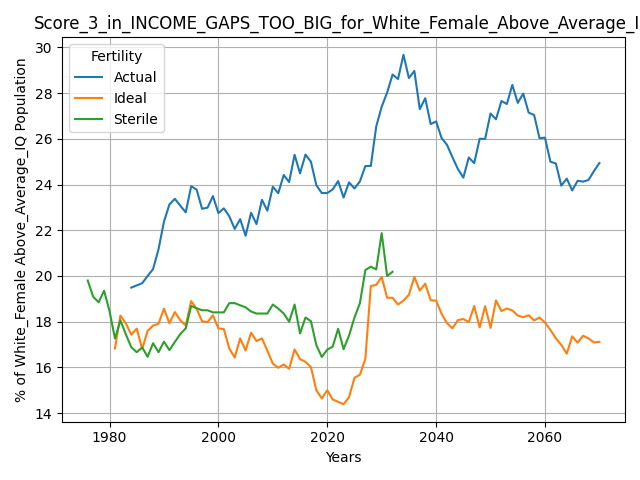 Score_3_in_INCOME_GAPS_TOO_BIG_for_White_Female_Above_Average_I
30
28
26
24
22
20
18
16
14
% of White_Female Above_Average_IQ Population
Fertility
Actual
Ideal
Sterile
1980
2000
2020
2040
2060
Years